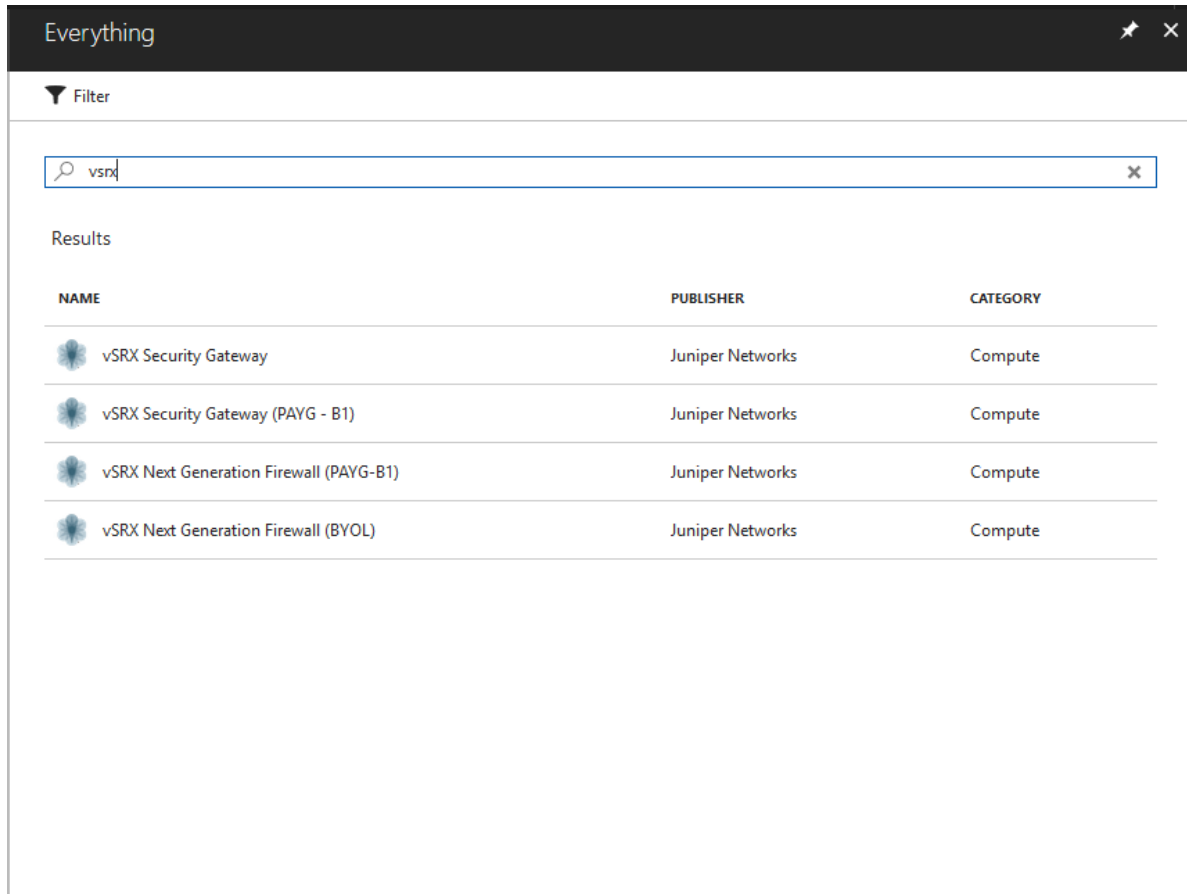 Everything
Filter
vsrx
Results
NAME PUBLISHER CATEGORY
vSRX Security Gateway Juniper Networks Compute
vSRX Security Gateway (PAYG - B1) Juniper Networks Compute
vSRX Next Generation Firewall (PAYG-B1) Juniper Networks Compute
vSRX Next Generation Firewall (BYOL) Juniper Networks Compute